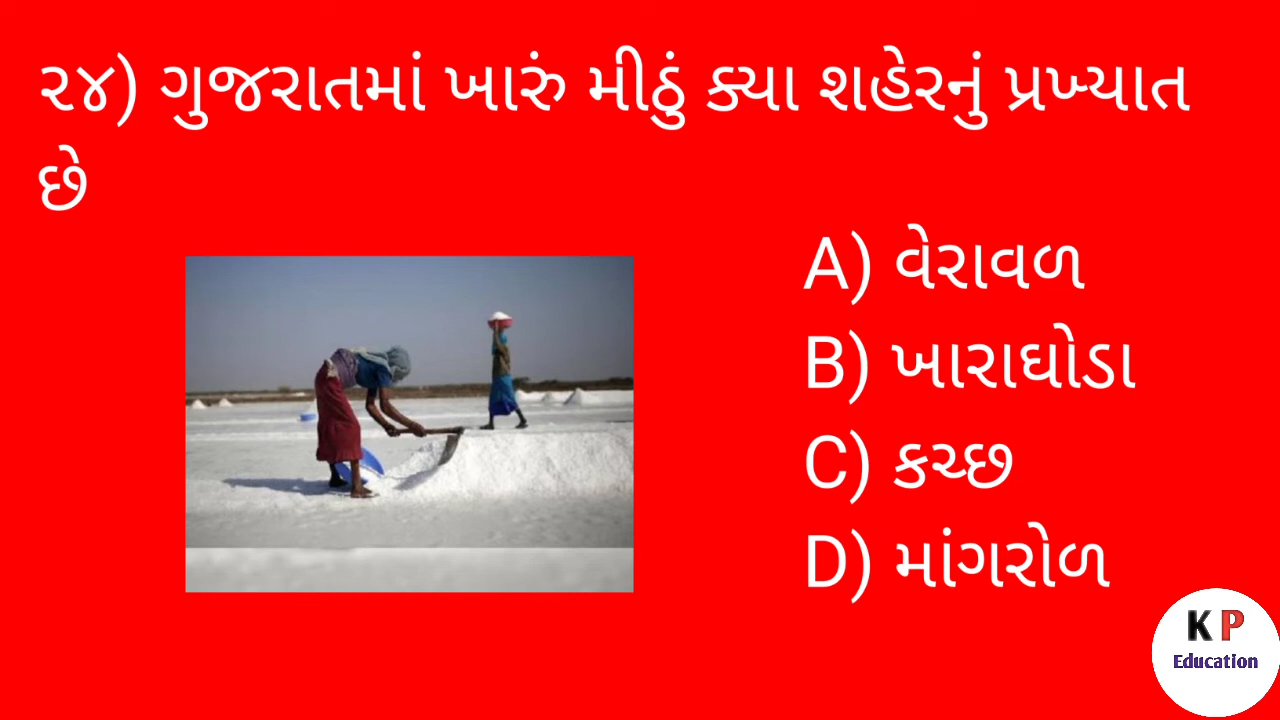 ૨૪) ગુજરાતમાં ખારું મીઠું ક્યા શહેરનું પ્રખ્યાત
છે
A) વેરાવળ
B) ખારાઘોડા
C) કચ્છ
D) માંગરોળ
K P
Education